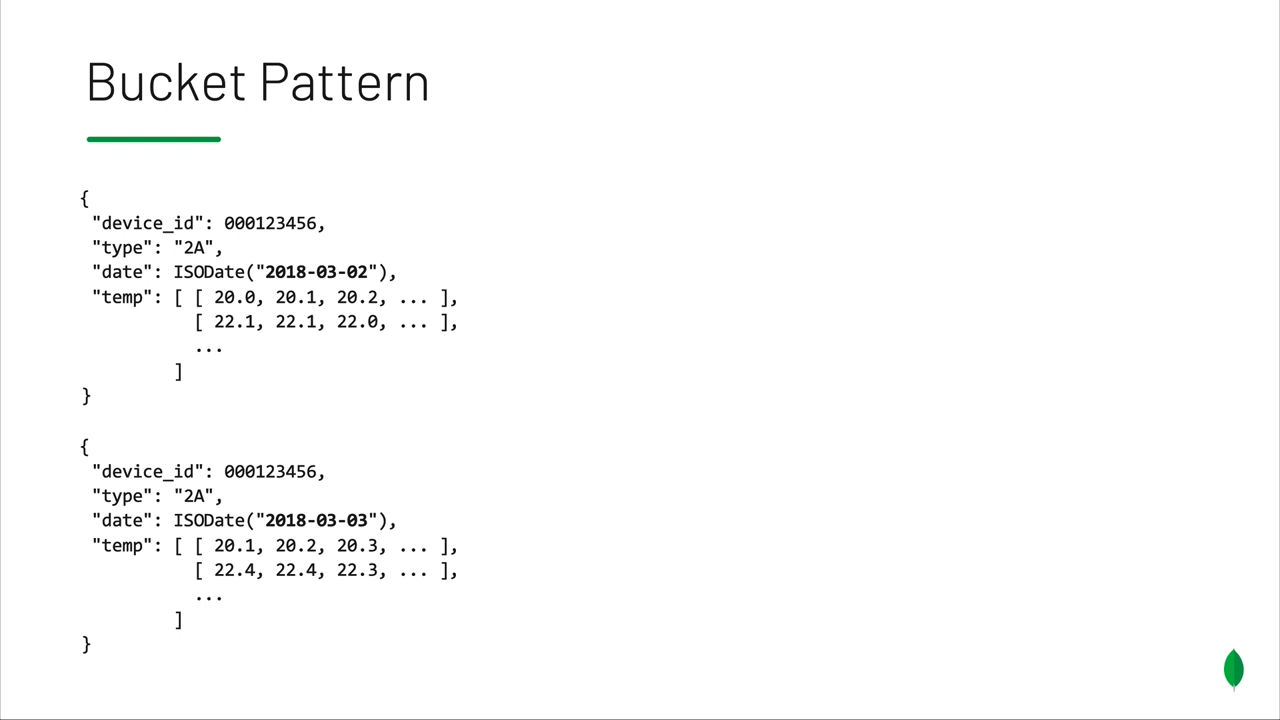 Bucket Pattern
{
"device_id": 000123456,
"type": "2A",
"date": ISODate("2018-03-02"),
"temp": [ [ 20.0, 20.1, 20.2, ... ],
[ 22.1, 22.1, 22.0, ... ],
...
]
}
{
"device_id": 000123456,
"type": "2A",
"date": ISODate("2018-03-03"),
"temp": [ [ 20.1, 20.2, 20.3, ... ],
[ 22.4, 22.4, 22.3, ... ],
...
]
}